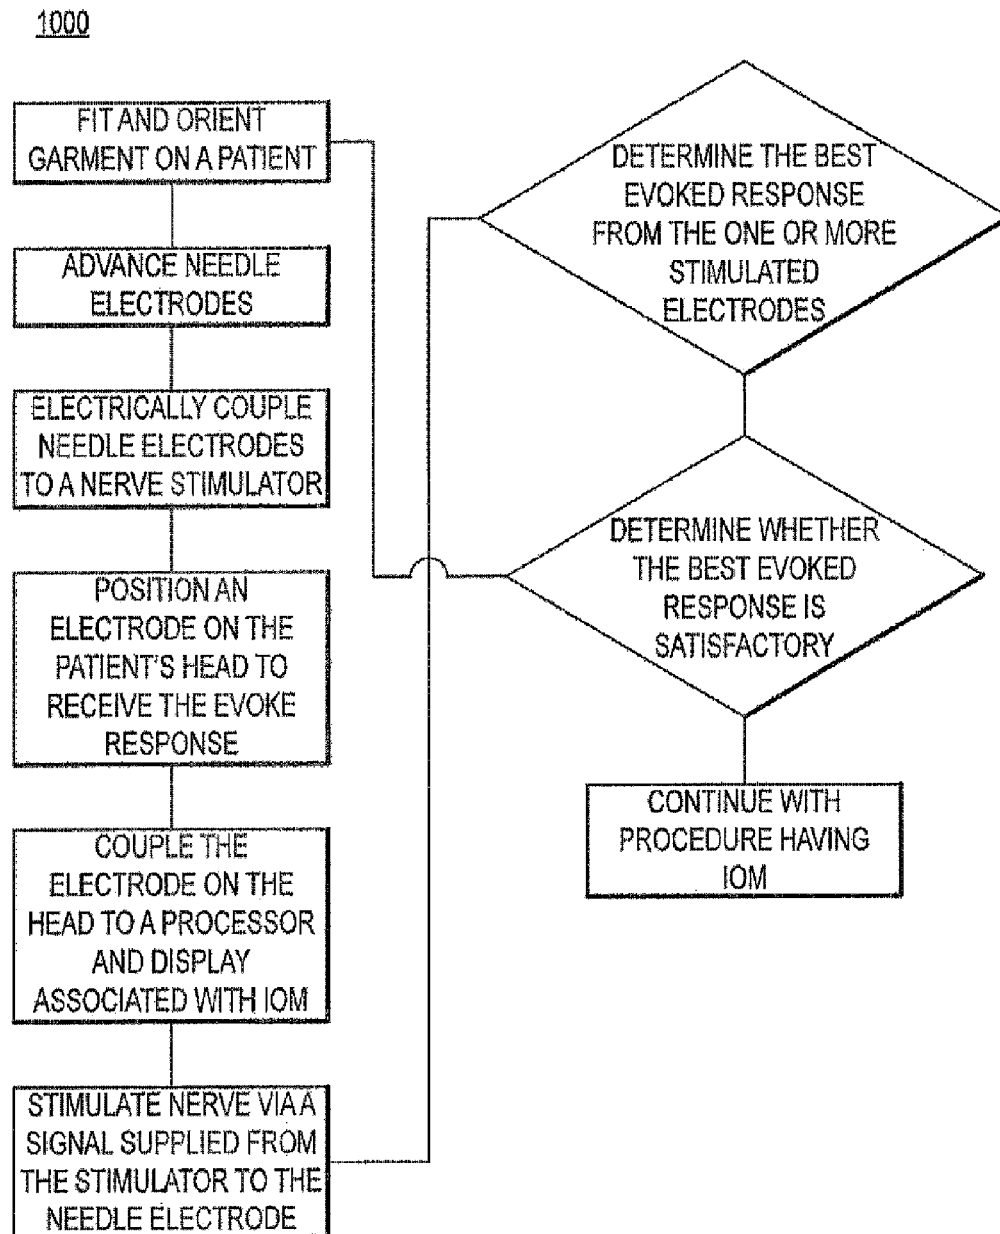 1000
FIT AND ORIENT
GARMENT ON A PATIENT
ADVANCE NEEDLE
ELECTRODES
ELECTRICALLY COUPLE
NEEDLE ELECTRODES
TO A NERVE STIMULATOR
POSITION AN
ELECTRODE ON THE
PATIENT'S HEAD TO
RECEIVE THE EVOKE
RESPONSE
COUPLE THE
ELECTRODE ON THE
HEAD TO A PROCESSOR
AND DISPLAY
ASSOCIATED WITH IOM
STIMULATE NERVE VIA A
SIGNAL SUPPLIED FROM
THE STIMULATOR TO THE
NEEDLE ELECTRODE
DETERMINE THE BEST
EVOKED RESPONSE
FROM THE ONE OR MORE
STIMULATED
ELECTRODES
DETERMINE WHETHER
THE BEST EVOKED
RESPONSE IS
SATISFACTORY
CONTINUE WITH
PROCEDURE HAVING
IOM